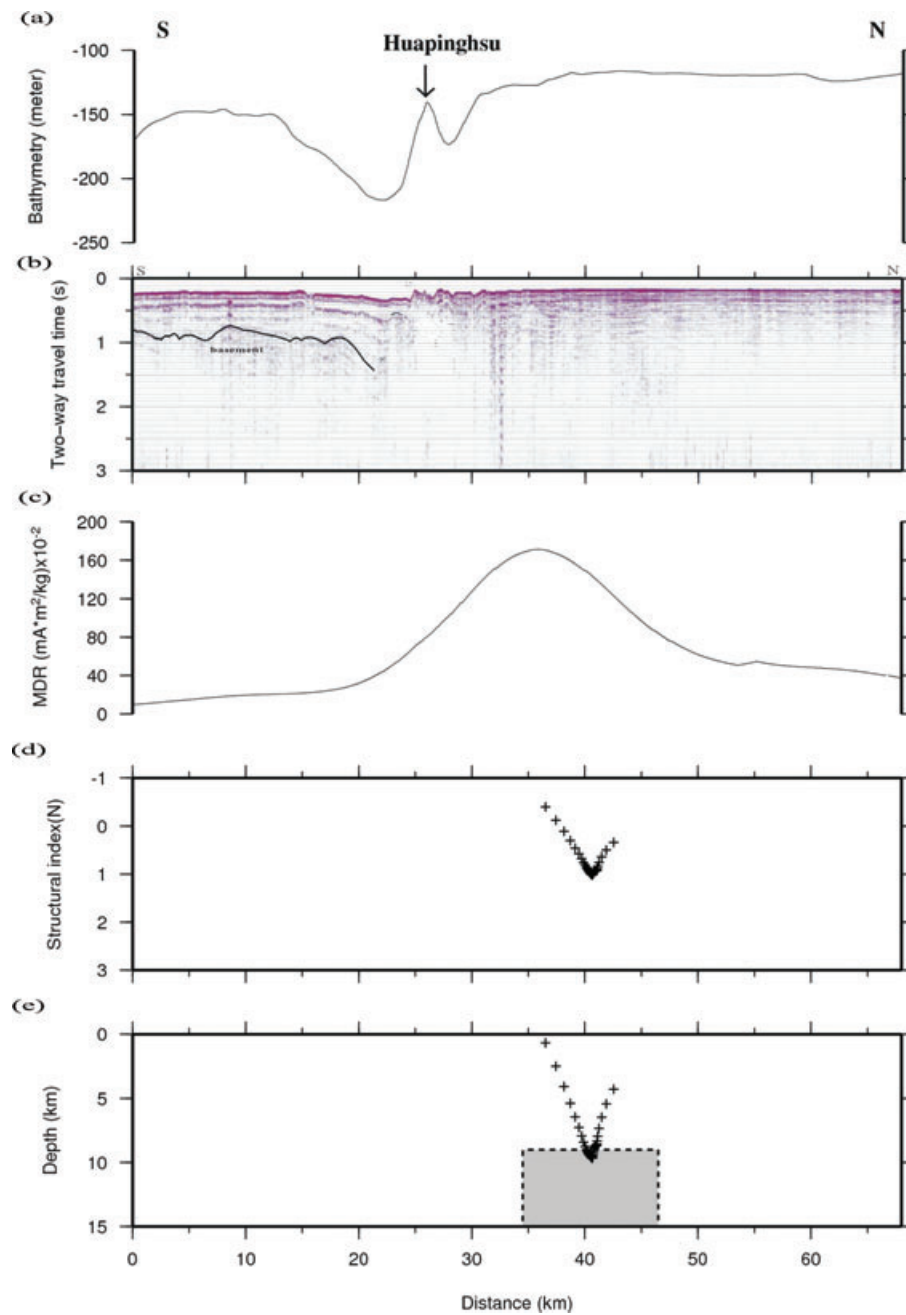 (a)
S
N
Huapinghsu
-100
-150
-200
-250
Bathymetry (meter)
(b)
S
N
0
1
2
3
Two-way travel time (s)
basement
(c)
200
160
120
80
40
0
MDR (mA*m²/kg)x10⁻²
(d)
-1
0
1
2
3
Structural index(N)
(e)
0
5
10
15
Depth (km)
0 10 20 30 40 50 60
Distance (km)